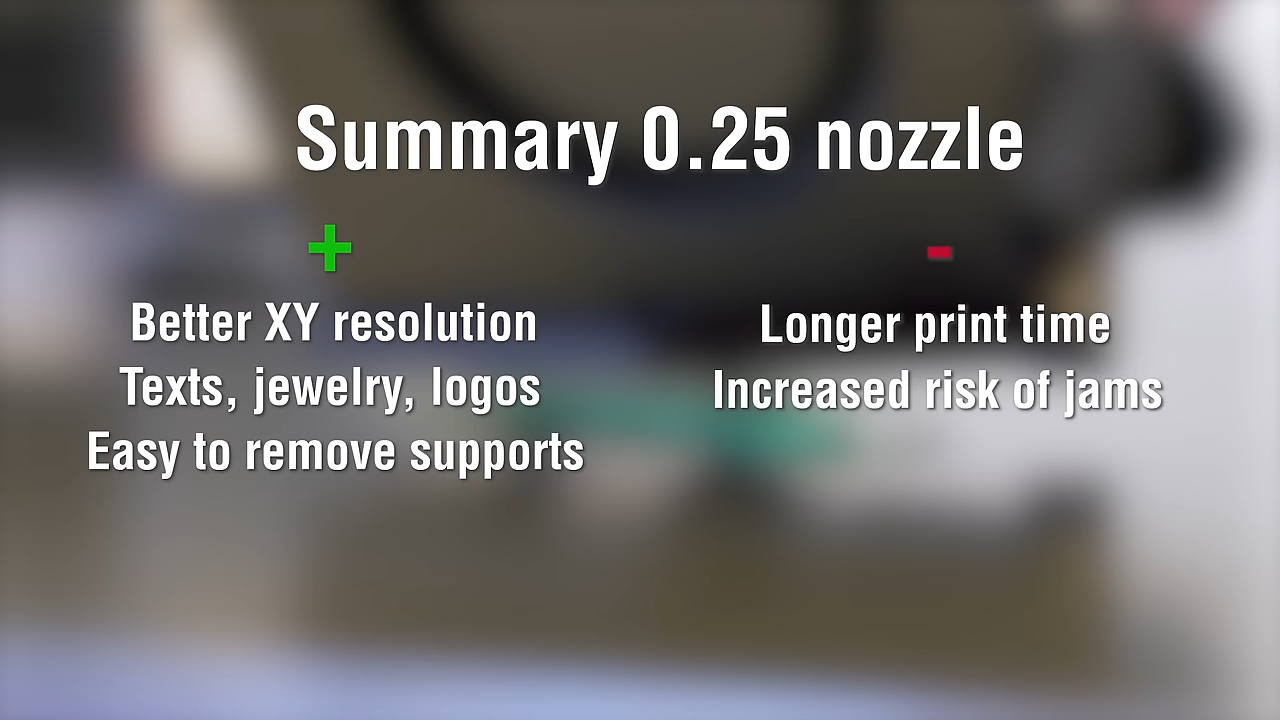 Summary 0.25 nozzle
+
-
Better XY resolution
Texts, jewelry, logos
Easy to remove supports
Longer print time
Increased risk of jams